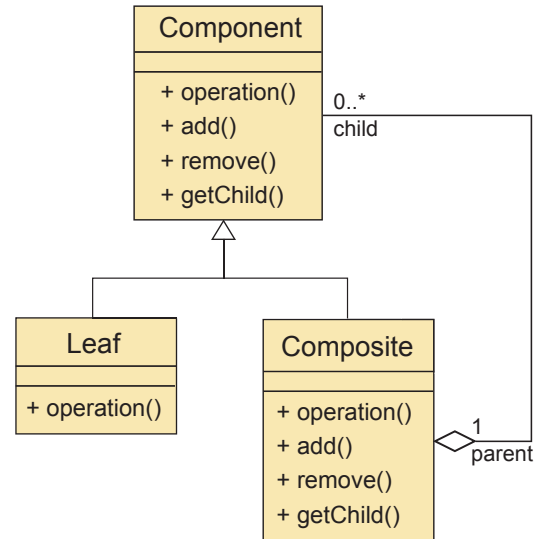 Component
+ operation()
+ add()
+ remove()
+ getChild()
0..*
child
Leaf
+ operation()
Composite
+ operation()
+ add()
+ remove()
+ getChild()
1
parent